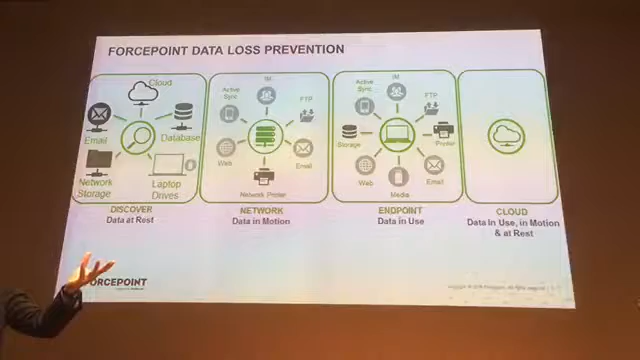 FORCEPOINT DATA LOSS PREVENTION
Cloud
Email
Database
Network
Storage
Laptop
Drives
DISCOVER
Data at Rest
IM
Active
Sync
FTP
Web
Email
Network Printer
NETWORK
Data in Motion
IM
Active
Sync
FTP
Storage
Printer
Web
Email
Media
ENDPOINT
Data in Use
CLOUD
Data In Use, in Motion
& at Rest
FORCEPOINT